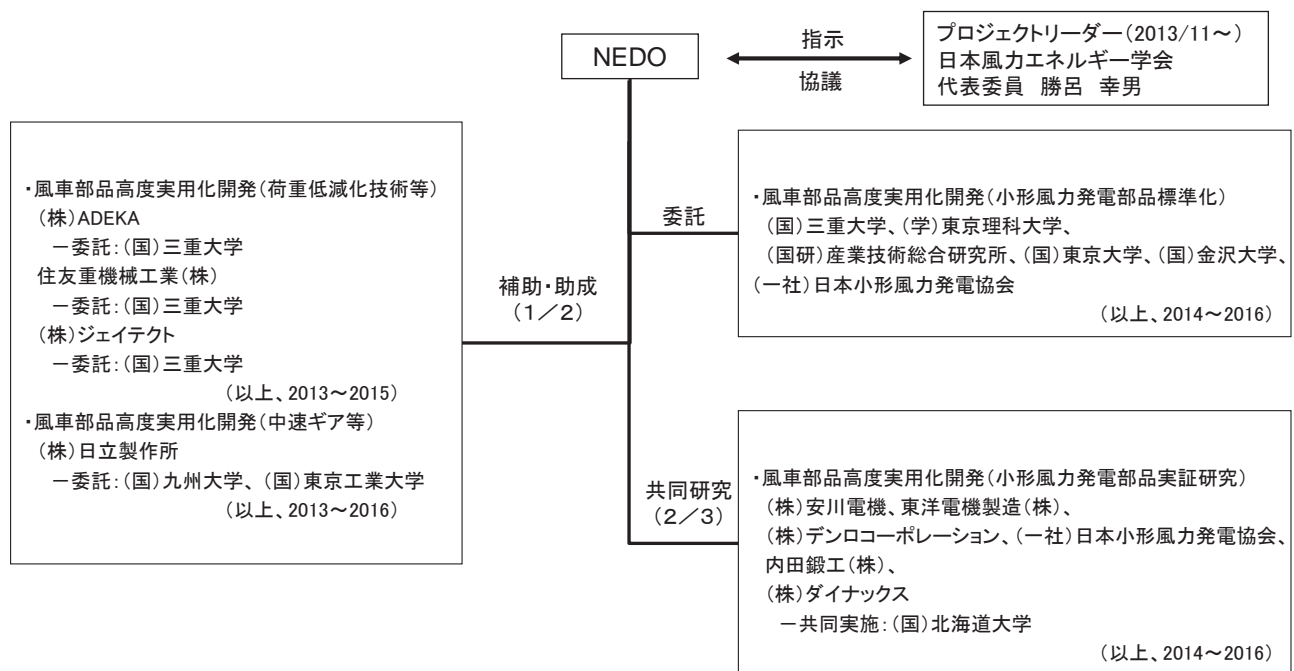 NEDO
指示
協議
プロジェクトリーダー(2013/11~)
日本風力エネルギー学会
代表委員 勝呂 幸男
・風車部品高度実用化開発(荷重低減化技術等)
(株)ADEKA
-委託:(国)三重大学
住友重機械工業(株)
-委託:(国)三重大学
(株)ジェイテクト
-委託:(国)三重大学
(以上、2013~2015)
・風車部品高度実用化開発(中速ギア等)
(株)日立製作所
-委託:(国)九州大学、(国)東京工業大学
(以上、2013~2016)
補助・助成
(1/2)
委託
・風車部品高度実用化開発(小形風力発電部品標準化)
(国)三重大学、(学)東京理科大学、
(国研)産業技術総合研究所、(国)東京大学、(国)金沢大学、
(一社)日本小形風力発電協会
(以上、2014~2016)
共同研究
(2/3)
・風車部品高度実用化開発(小形風力発電部品実証研究)
(株)安川電機、東洋電機製造(株)、
(株)デンロコーポレーション、(一社)日本小形風力発電協会、
内田鍛工(株)、
(株)ダイナックス
-共同実施:(国)北海道大学
(以上、2014~2016)